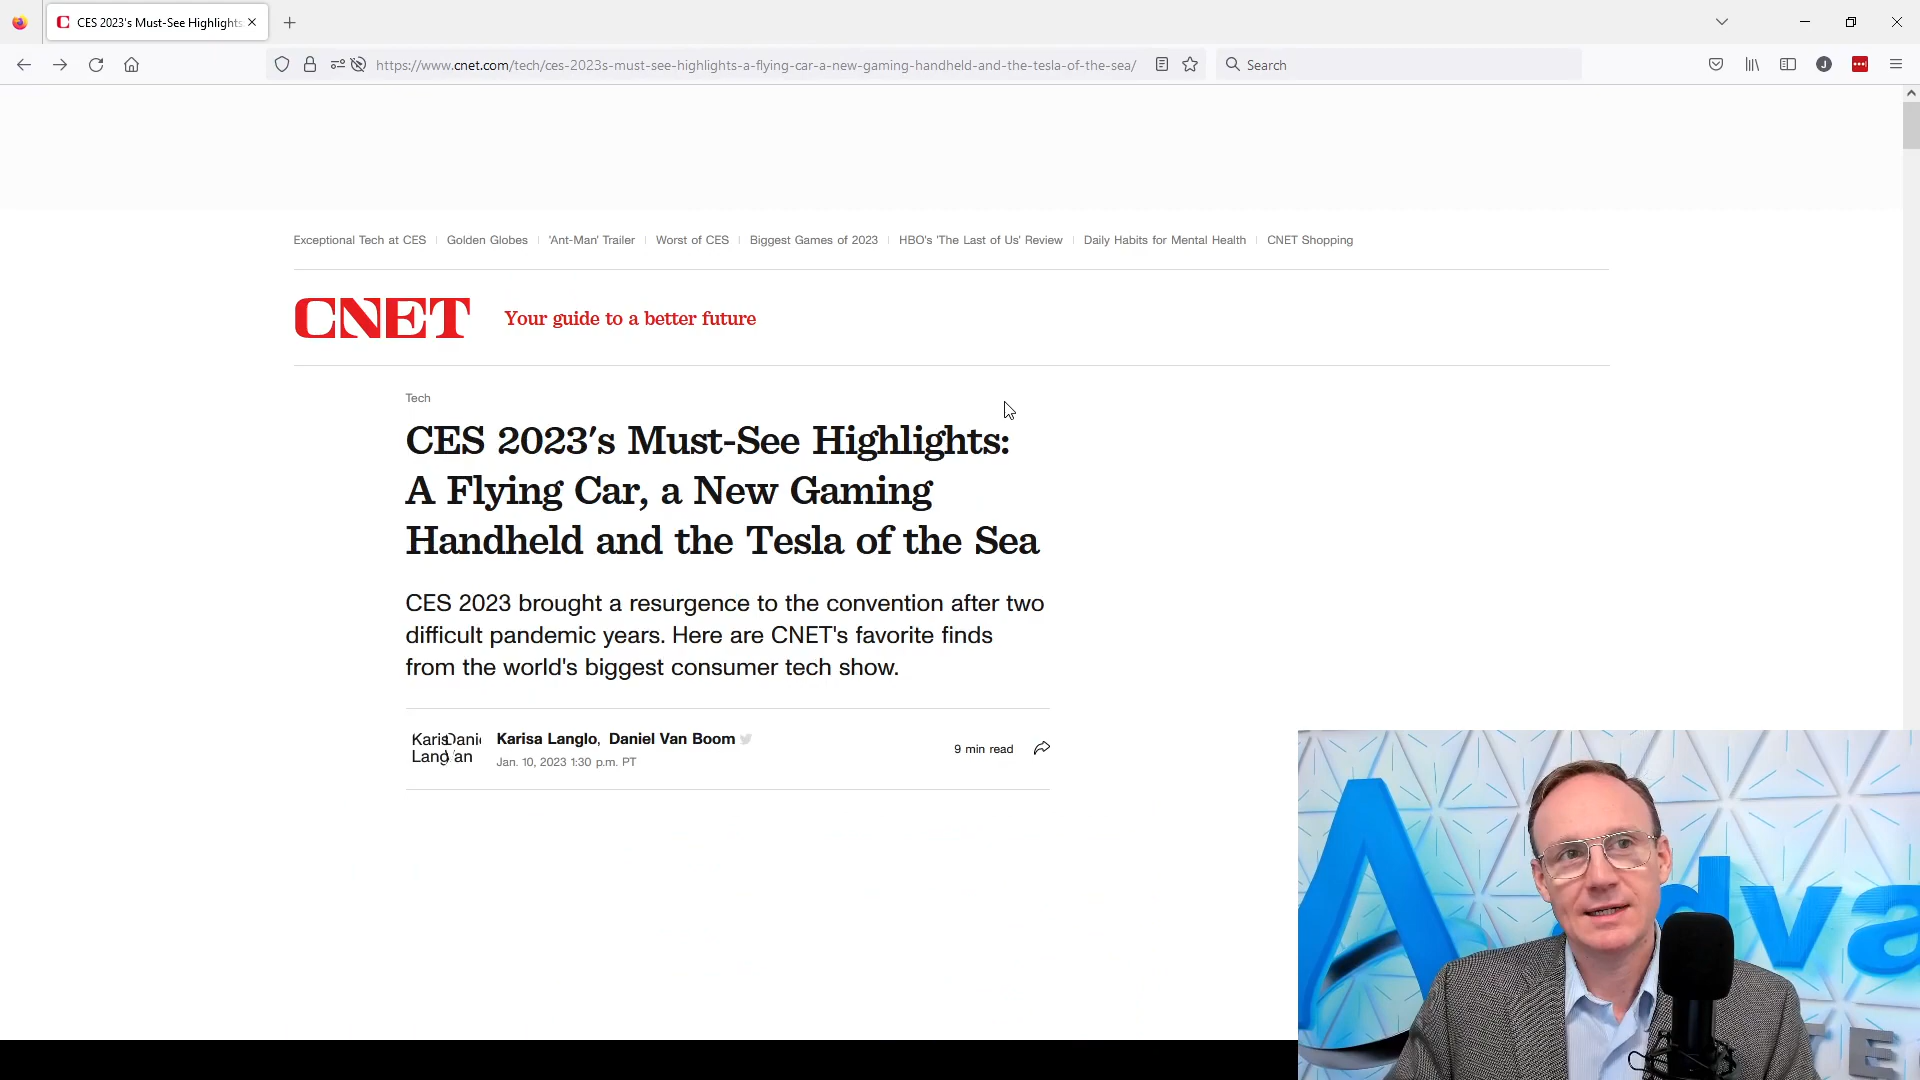 CES 2023's Must-See Highlights
https://www.cnet.com/tech/ces-2023s-must-see-highlights-a-flying-car-a-new-gaming-handheld-and-the-tesla-of-the-sea/
Search
J
Exceptional Tech at CES
Golden Globes
'Ant-Man' Trailer
Worst of CES
Biggest Games of 2023
HBO's 'The Last of Us' Review
Daily Habits for Mental Health
CNET Shopping
CNET
Your guide to a better future
Tech
CES 2023's Must-See Highlights:
A Flying Car, a New Gaming
Handheld and the Tesla of the Sea
CES 2023 brought a resurgence to the convention after two
difficult pandemic years. Here are CNET's favorite finds
from the world's biggest consumer tech show.
Karisa Langlo, Daniel Van Boom
Jan. 10, 2023 1:30 p.m. PT
9 min read